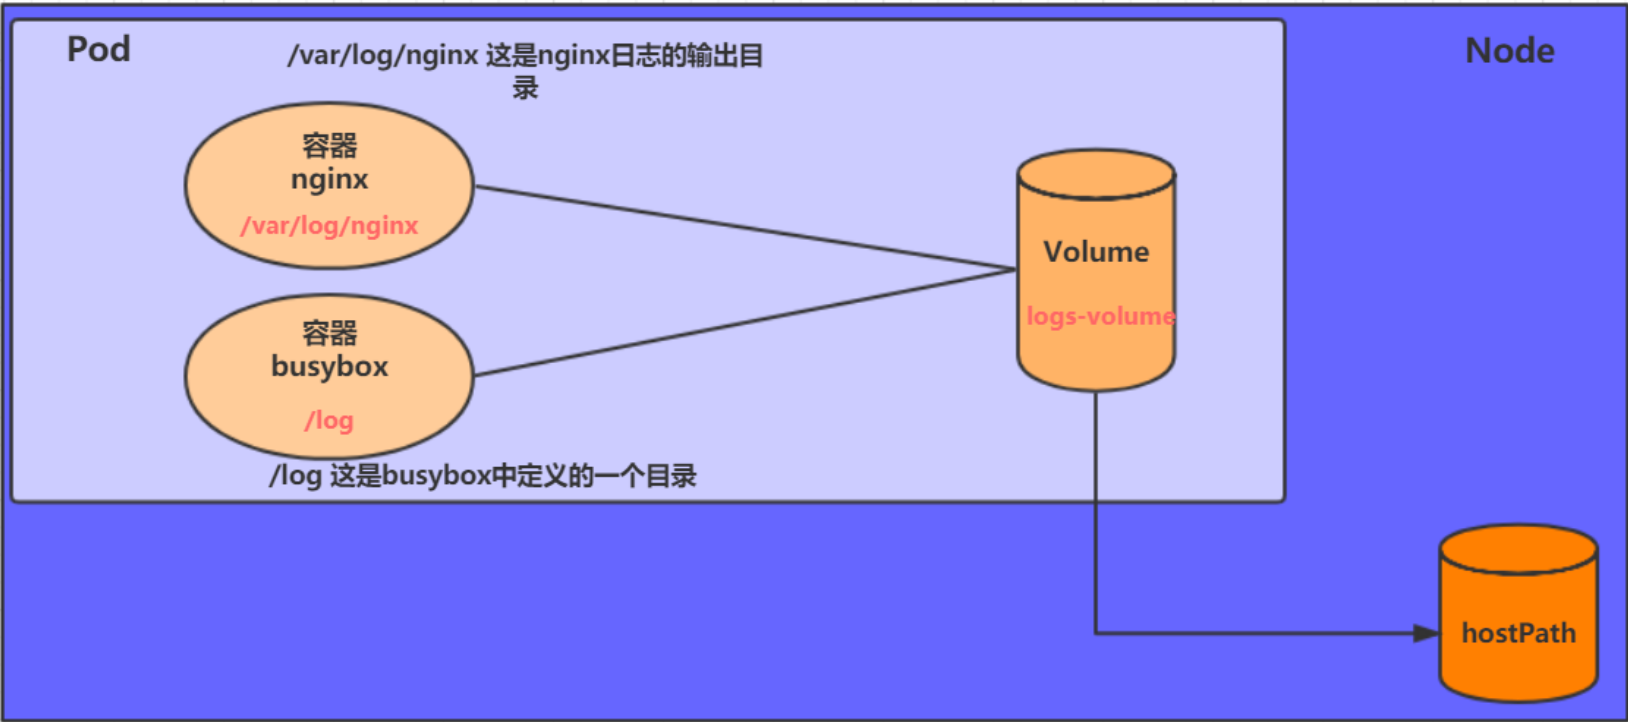 Pod
Node
/var/log/nginx 这是nginx日志的输出目
录
容器
nginx
/var/log/nginx
Volume
logs-volume
容器
busybox
/log
/log 这是busybox中定义的一个目录
hostPath